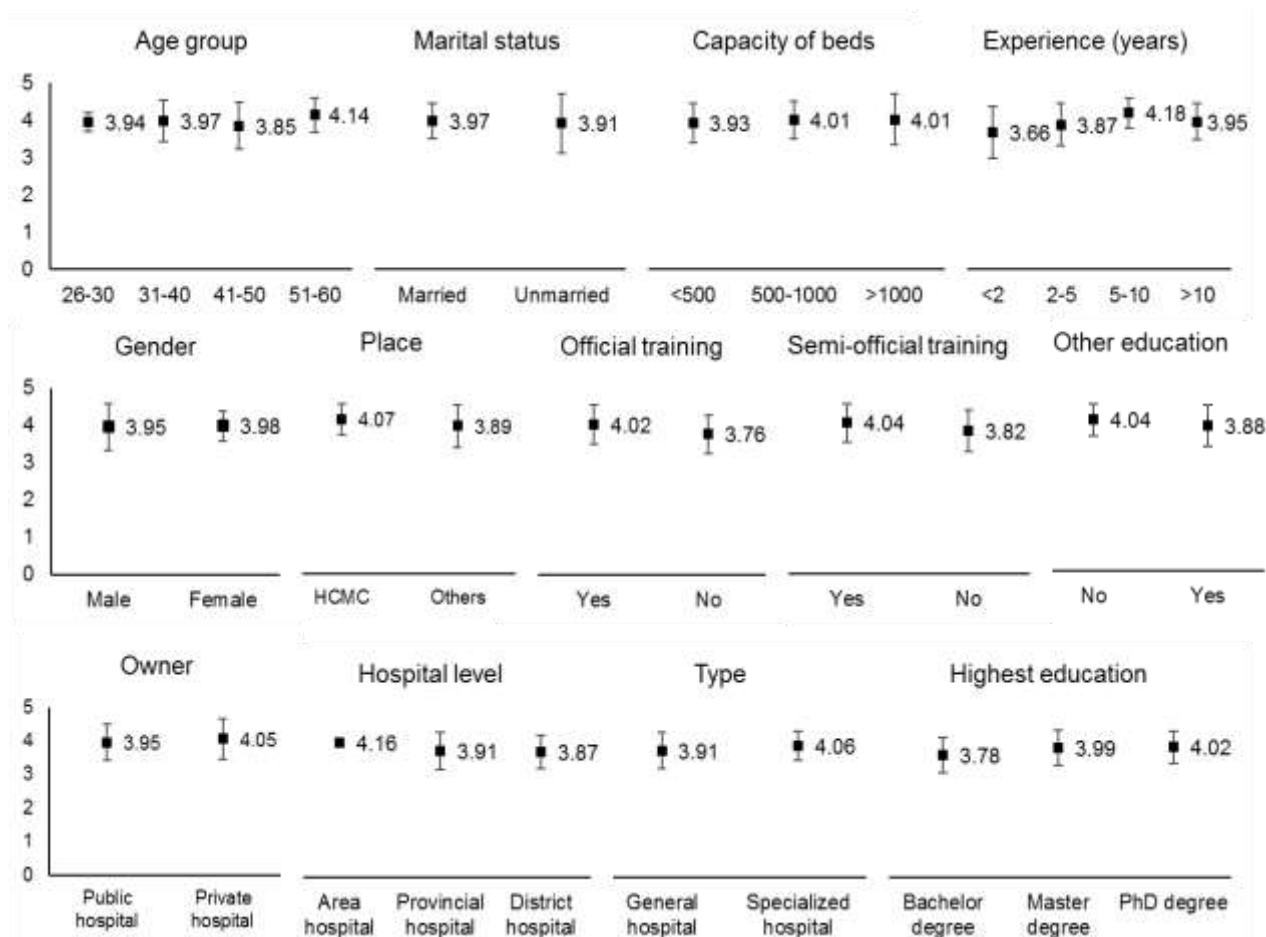 Age group Marital status Capacity of beds Experience (years)
5
4
3
2
1
0
3.94 3.97 3.85 4.14 3.97 3.91 3.93 4.01 4.01 3.66 3.87 4.18 3.95
26-30 31-40 41-50 51-60 Married Unmarried <500 500-1000 >1000 <2 2-5 5-10 >10
Gender Place Official training Semi-official training Other education
5
4
3
2
1
0
3.95 3.98 4.07 3.89 4.02 3.76 4.04 3.82 4.04 3.88
Male Female HCMC Others Yes No Yes No No Yes
Owner Hospital level Type Highest education
5
4
3
2
1
0
3.95 4.05 4.16 3.91 3.87 3.91 4.06 3.78 3.99 4.02
Public Private Area Provincial District General Specialized Bachelor Master PhD degree
hospital hospital hospital hospital hospital hospital hospital degree degree